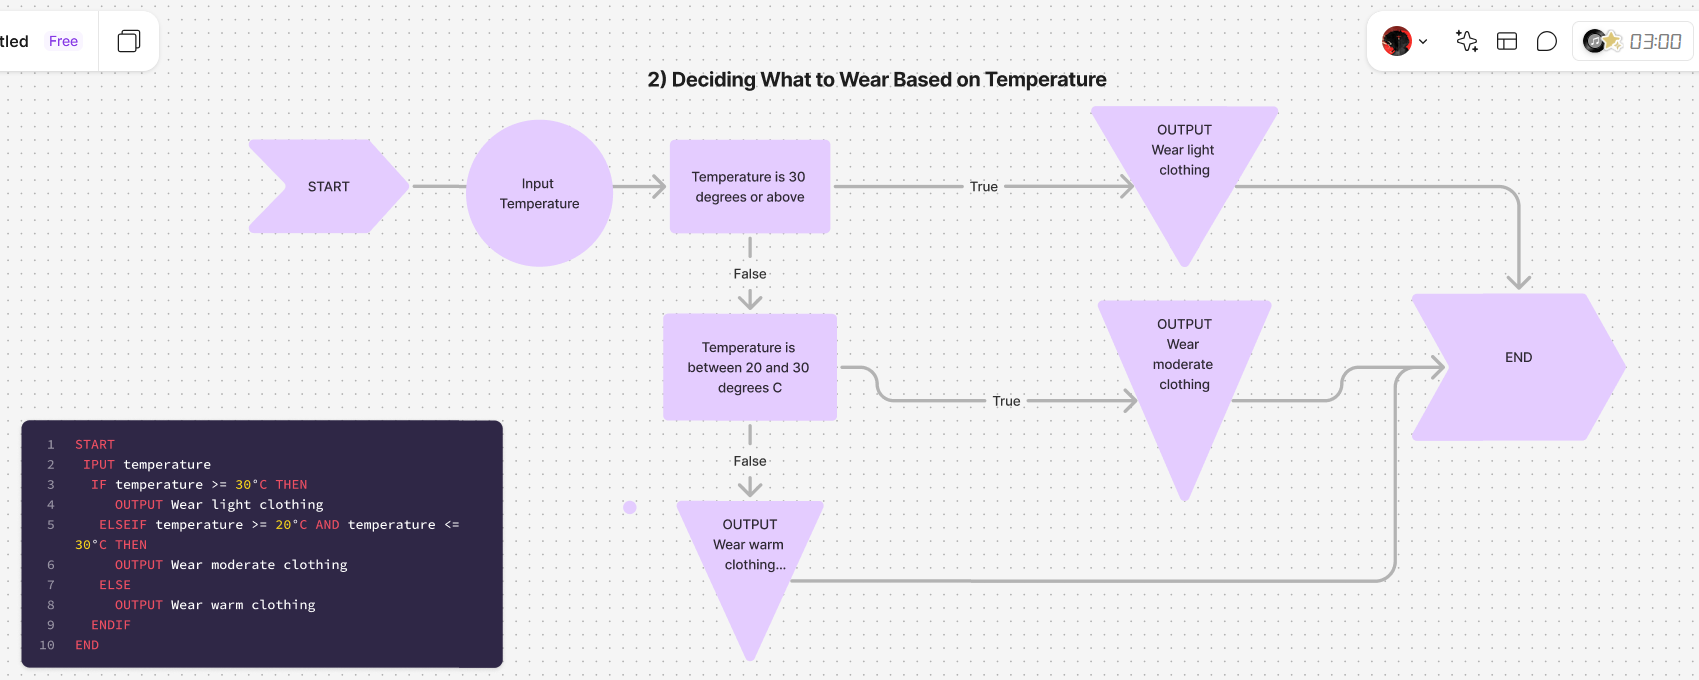 tled Free
03:00
2) Deciding What to Wear Based on Temperature
START
Input
Temperature
Temperature is 30
degrees or above
True
OUTPUT
Wear light
clothing
False
Temperature is
between 20 and 30
degrees C
True
OUTPUT
Wear
moderate
clothing
END
False
OUTPUT
Wear warm
clothing...
1 START
2 IPUT temperature
3 IF temperature >= 30°C THEN
4 OUTPUT Wear light clothing
5 ELSEIF temperature >= 20°C AND temperature <=
30°C THEN
6 OUTPUT Wear moderate clothing
7 ELSE
8 OUTPUT Wear warm clothing
9 ENDIF
10 END